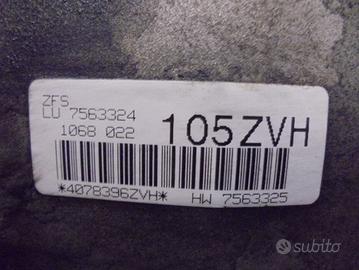 ZFS
LU 7563324
1068 022
105ZVH
*4078396ZVH* HW 7563325
subito